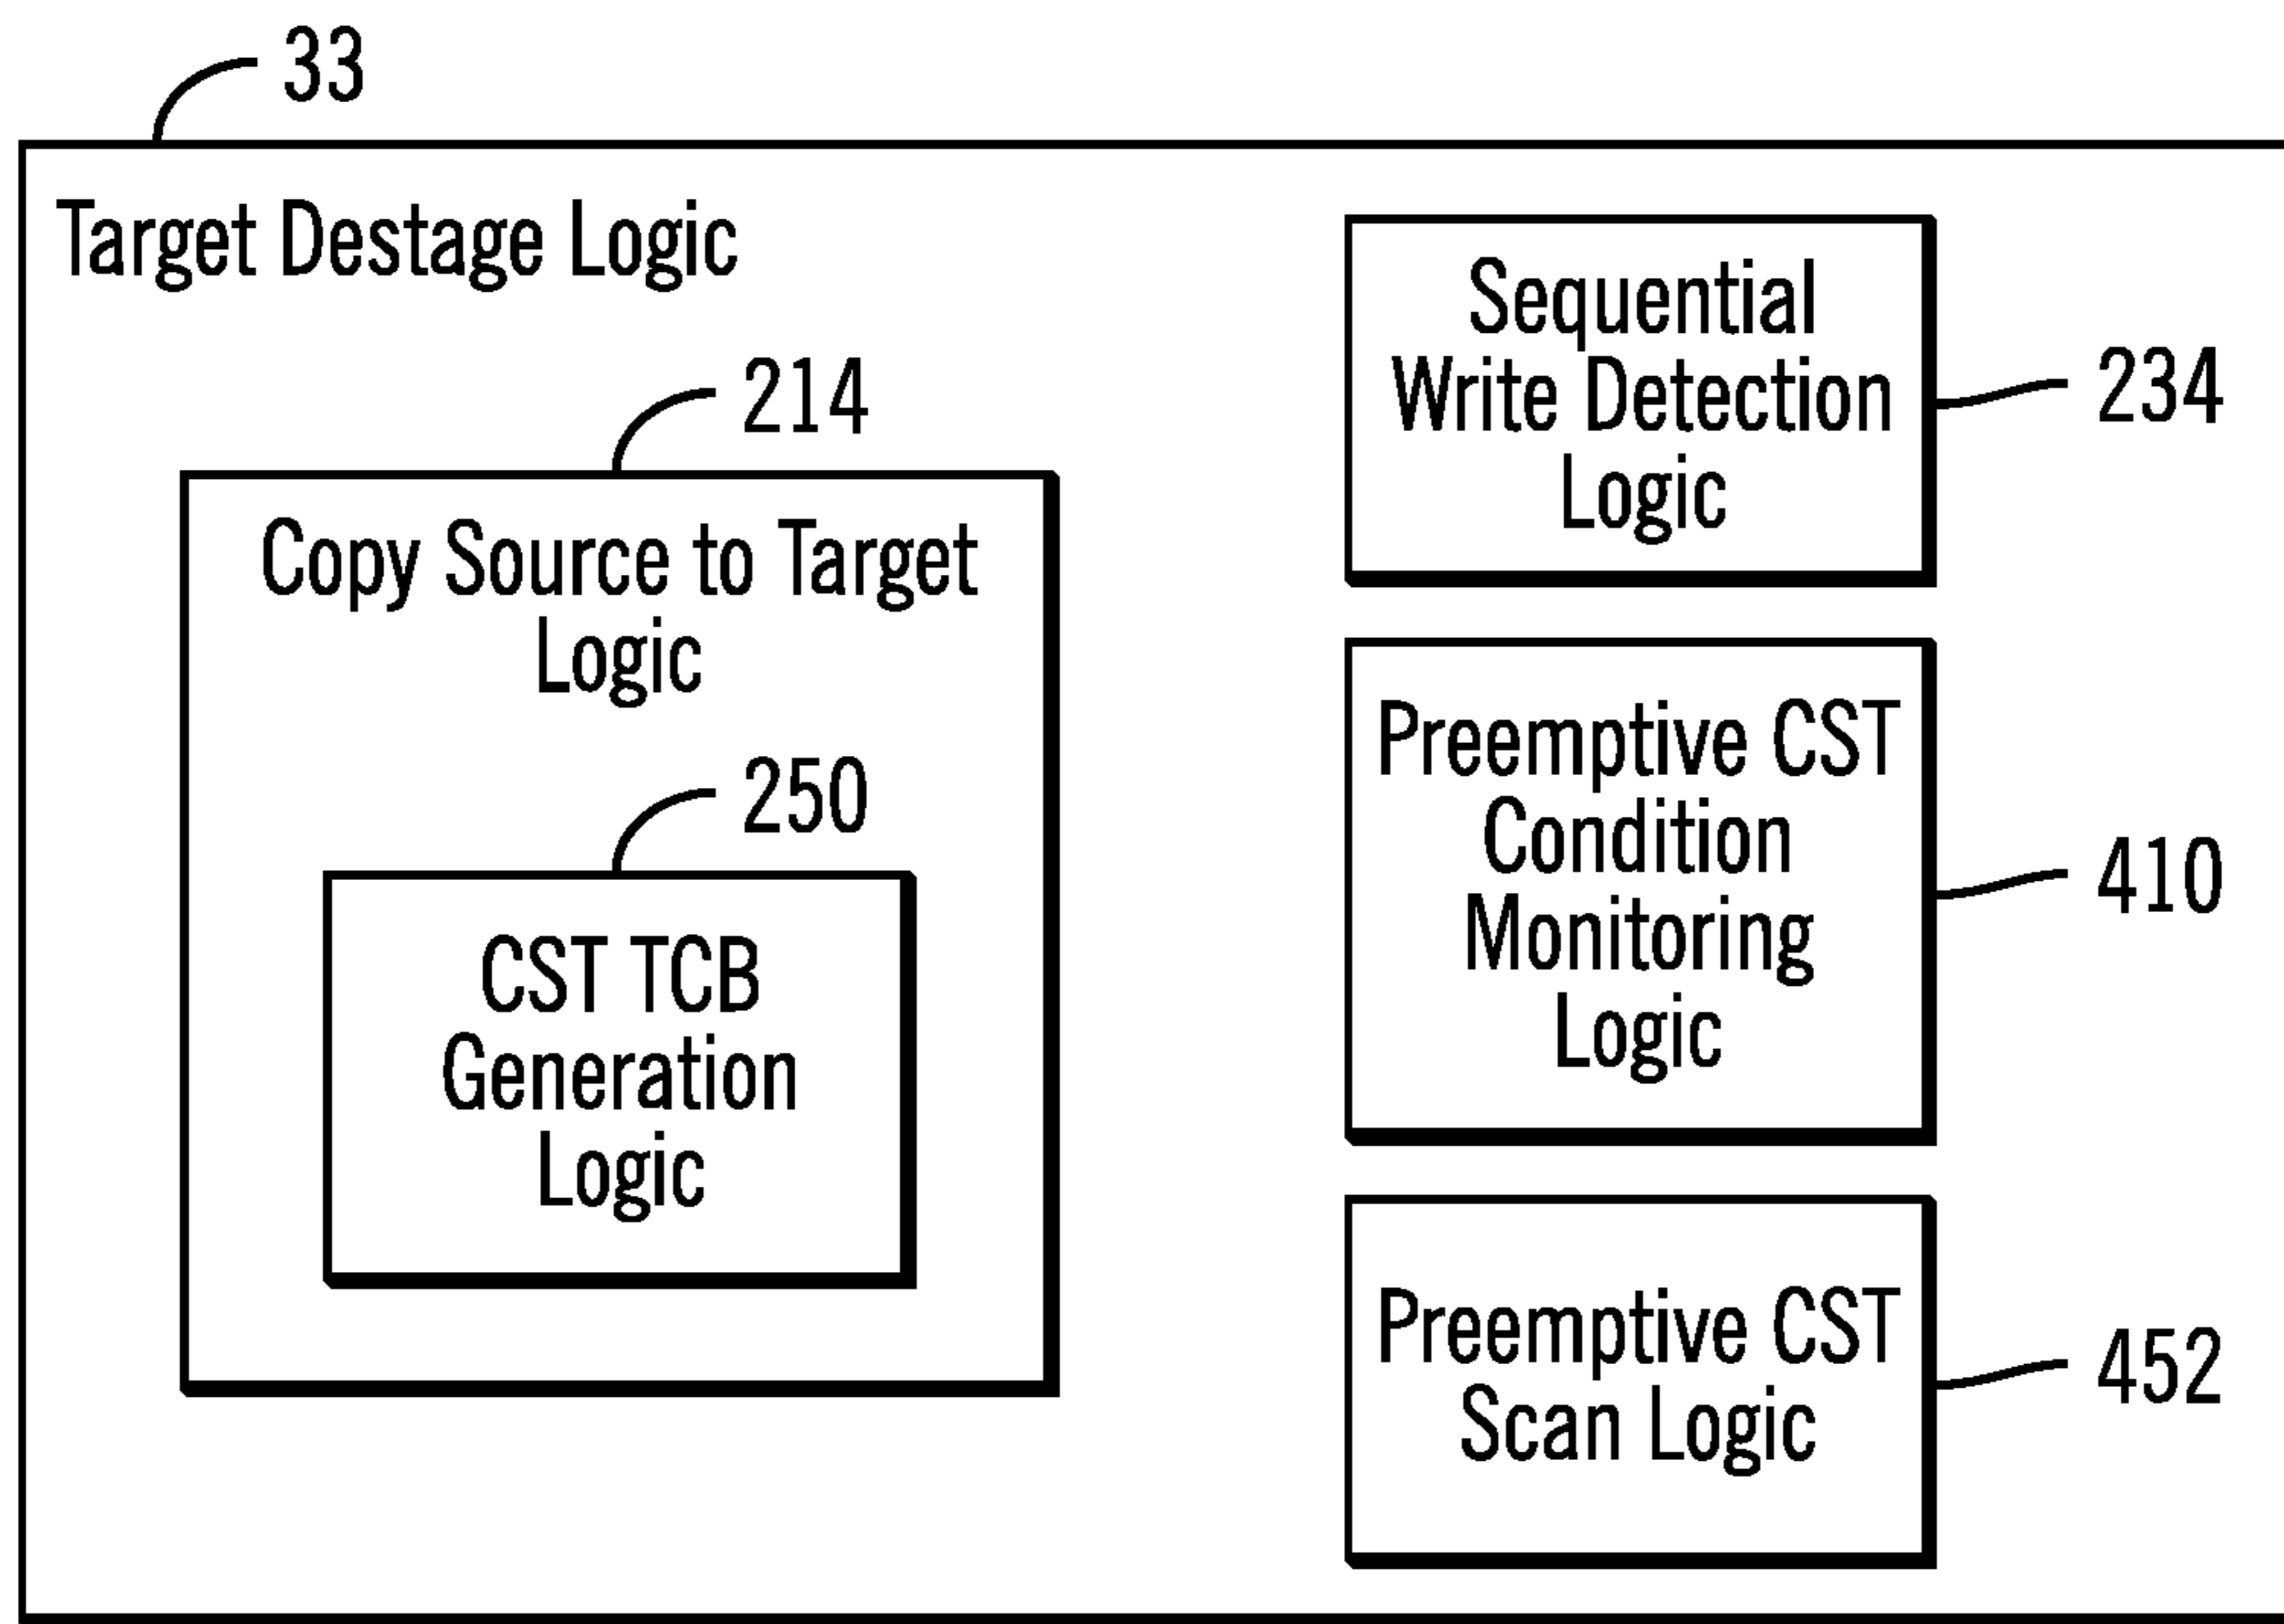 33
Target Destage Logic
214
Copy Source to Target
Logic
250
CST TCB
Generation
Logic
Sequential
Write Detection
Logic
234
Preemptive CST
Condition
Monitoring
Logic
410
Preemptive CST
Scan Logic
452